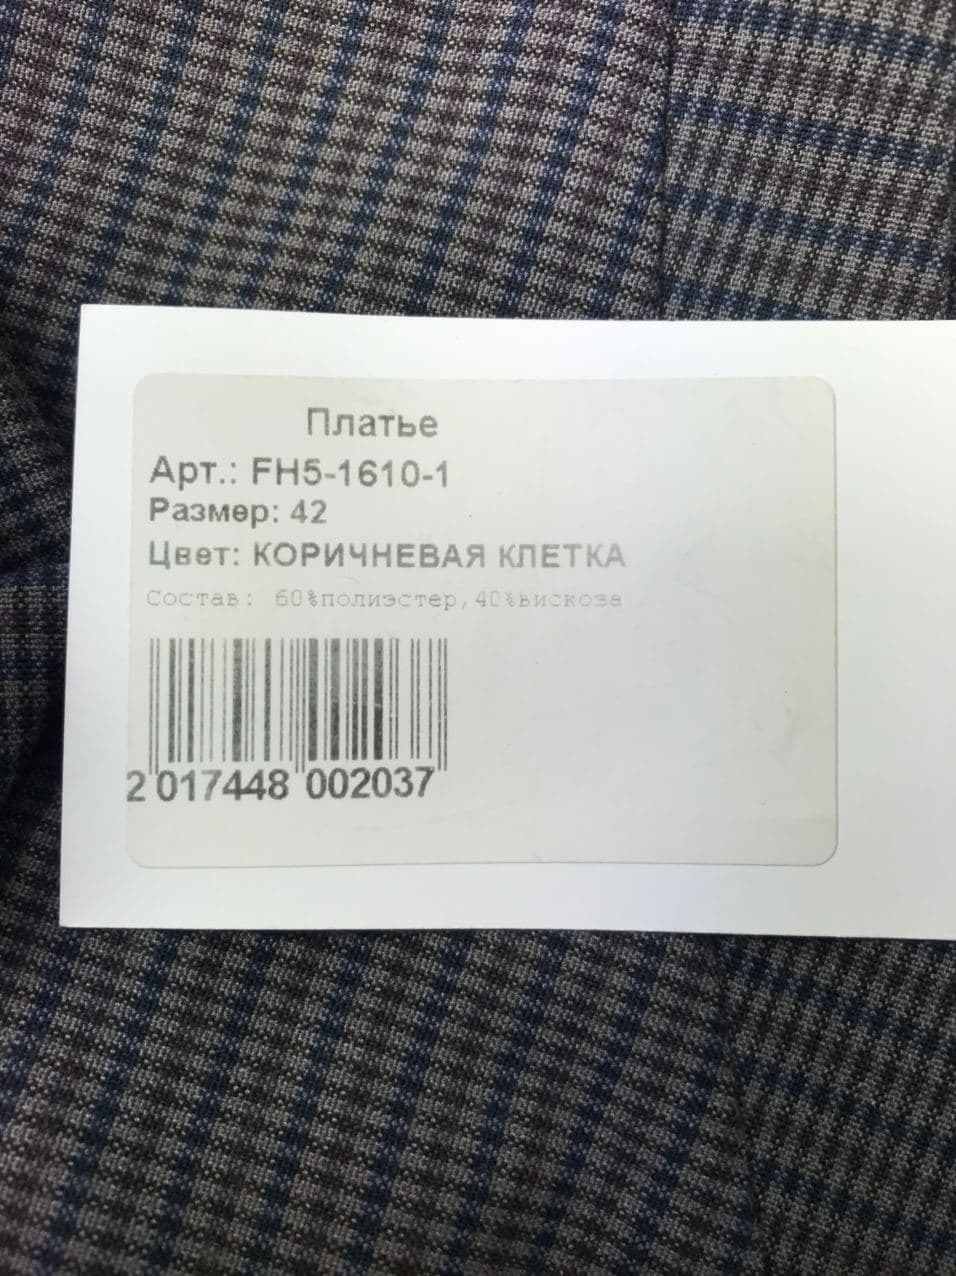 Платье
Арт.: FH5-1610-1
Размер: 42
Цвет: КОРИЧНЕВАЯ КЛЕТКА
Состав: 60%полиэстер,40%вискоза
2 017448 002037